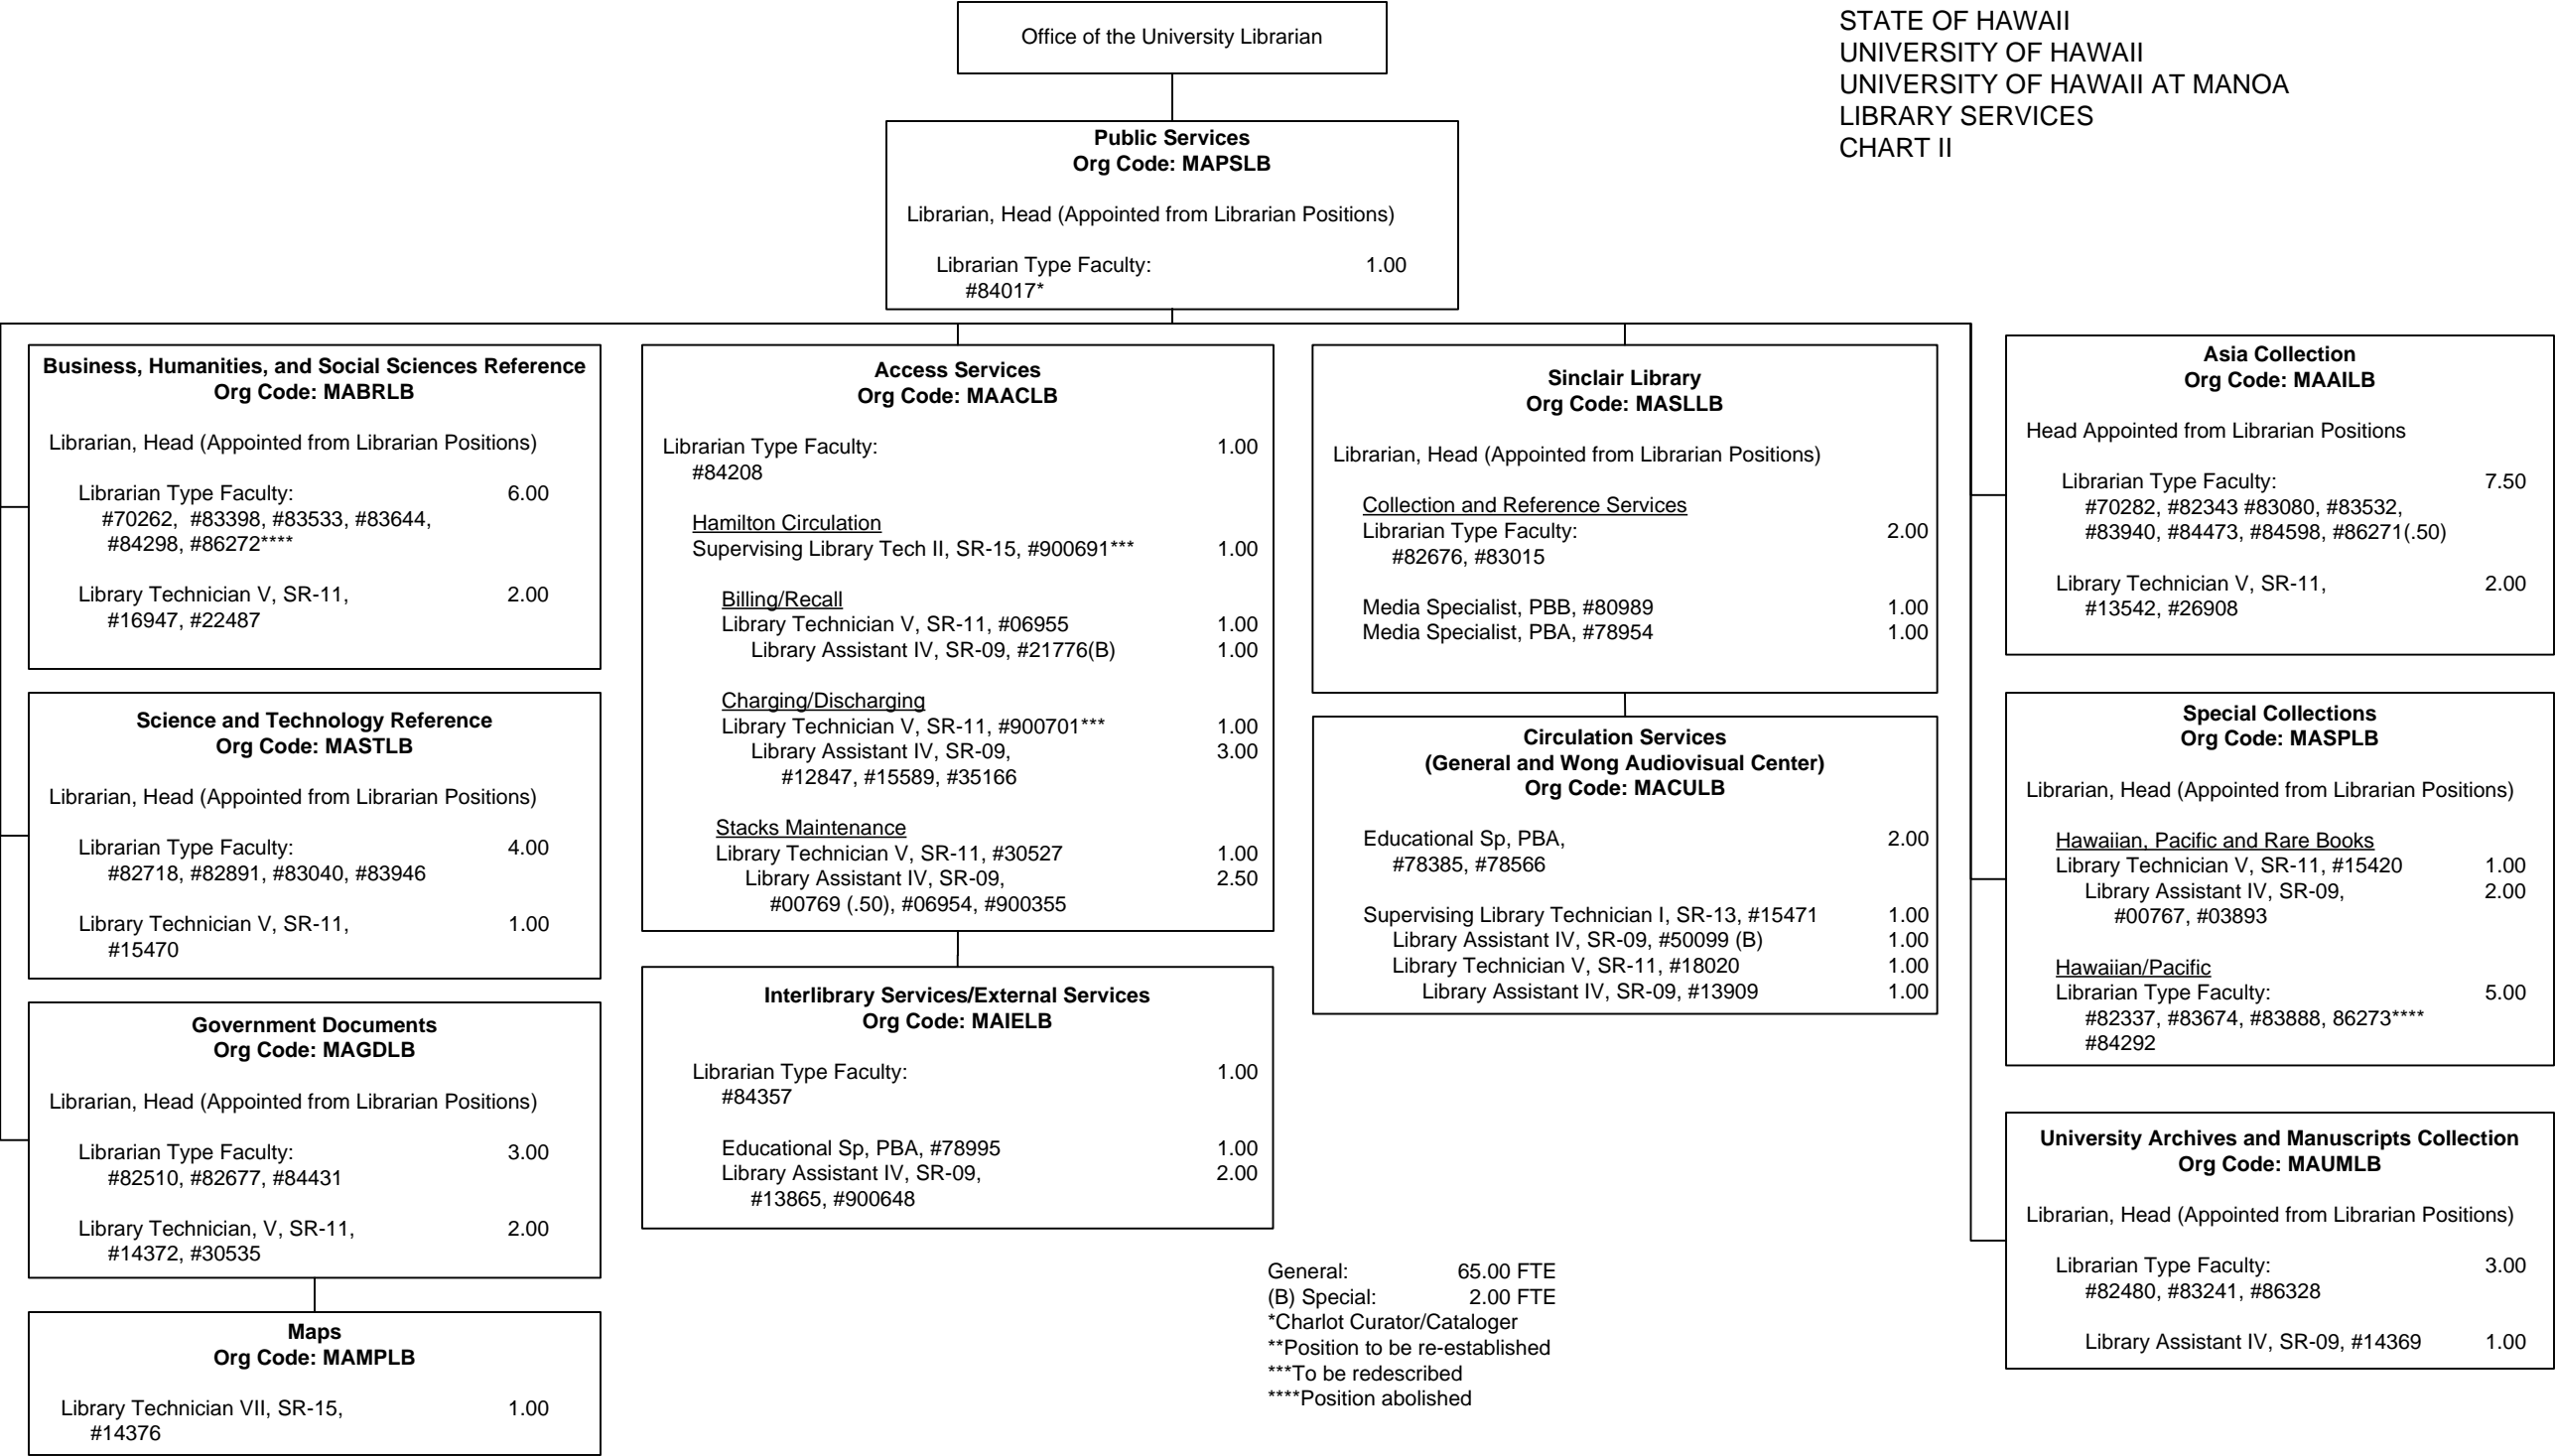 STATE OF HAWAII
UNIVERSITY OF HAWAII
UNIVERSITY OF HAWAII AT MANOA
LIBRARY SERVICES
CHART II
Office of the University Librarian
Public Services
Org Code: MAPSLB
Librarian, Head (Appointed from Librarian Positions)
Librarian Type Faculty: 1.00
#84017*
Business, Humanities, and Social Sciences Reference
Org Code: MABRLB
Librarian, Head (Appointed from Librarian Positions)
Librarian Type Faculty: 6.00
#70262, #83398, #83533, #83644,
#84298, #86272****
Library Technician V, SR-11, 2.00
#16947, #22487
Science and Technology Reference
Org Code: MASTLB
Librarian, Head (Appointed from Librarian Positions)
Librarian Type Faculty: 4.00
#82718, #82891, #83040, #83946
Library Technician V, SR-11, 1.00
#15470
Government Documents
Org Code: MAGDLB
Librarian, Head (Appointed from Librarian Positions)
Librarian Type Faculty: 3.00
#82510, #82677, #84431
Library Technician, V, SR-11, 2.00
#14372, #30535
Maps
Org Code: MAMPLB
Library Technician VII, SR-15, 1.00
#14376
Access Services
Org Code: MAACLB
Librarian Type Faculty: 1.00
#84208
Hamilton Circulation
Supervising Library Tech II, SR-15, #900691*** 1.00
Billing/Recall
Library Technician V, SR-11, #06955 1.00
Library Assistant IV, SR-09, #21776(B) 1.00
Charging/Discharging
Library Technician V, SR-11, #900701*** 1.00
Library Assistant IV, SR-09, 3.00
#12847, #15589, #35166
Stacks Maintenance
Library Technician V, SR-11, #30527 1.00
Library Assistant IV, SR-09, 2.50
#00769 (.50), #06954, #900355
Interlibrary Services/External Services
Org Code: MAIELB
Librarian Type Faculty: 1.00
#84357
Educational Sp, PBA, #78995 1.00
Library Assistant IV, SR-09, 2.00
#13865, #900648
Sinclair Library
Org Code: MASLLB
Librarian, Head (Appointed from Librarian Positions)
Collection and Reference Services
Librarian Type Faculty: 2.00
#82676, #83015
Media Specialist, PBB, #80989 1.00
Media Specialist, PBA, #78954 1.00
Circulation Services
(General and Wong Audiovisual Center)
Org Code: MACULB
Educational Sp, PBA, 2.00
#78385, #78566
Supervising Library Technician I, SR-13, #15471 1.00
Library Assistant IV, SR-09, #50099 (B) 1.00
Library Technician V, SR-11, #18020 1.00
Library Assistant IV, SR-09, #13909 1.00
Asia Collection
Org Code: MAAILB
Head Appointed from Librarian Positions
Librarian Type Faculty: 7.50
#70282, #82343 #83080, #83532,
#83940, #84473, #84598, #86271(.50)
Library Technician V, SR-11, 2.00
#13542, #26908
Special Collections
Org Code: MASPLB
Librarian, Head (Appointed from Librarian Positions)
Hawaiian, Pacific and Rare Books
Library Technician V, SR-11, #15420 1.00
Library Assistant IV, SR-09, 2.00
#00767, #03893
Hawaiian/Pacific
Librarian Type Faculty: 5.00
#82337, #83674, #83888, 86273****
#84292
University Archives and Manuscripts Collection
Org Code: MAUMLB
Librarian, Head (Appointed from Librarian Positions)
Librarian Type Faculty: 3.00
#82480, #83241, #86328
Library Assistant IV, SR-09, #14369 1.00
General: 65.00 FTE
(B) Special: 2.00 FTE
*Charlot Curator/Cataloger
**Position to be re-established
***To be redescribed
****Position abolished